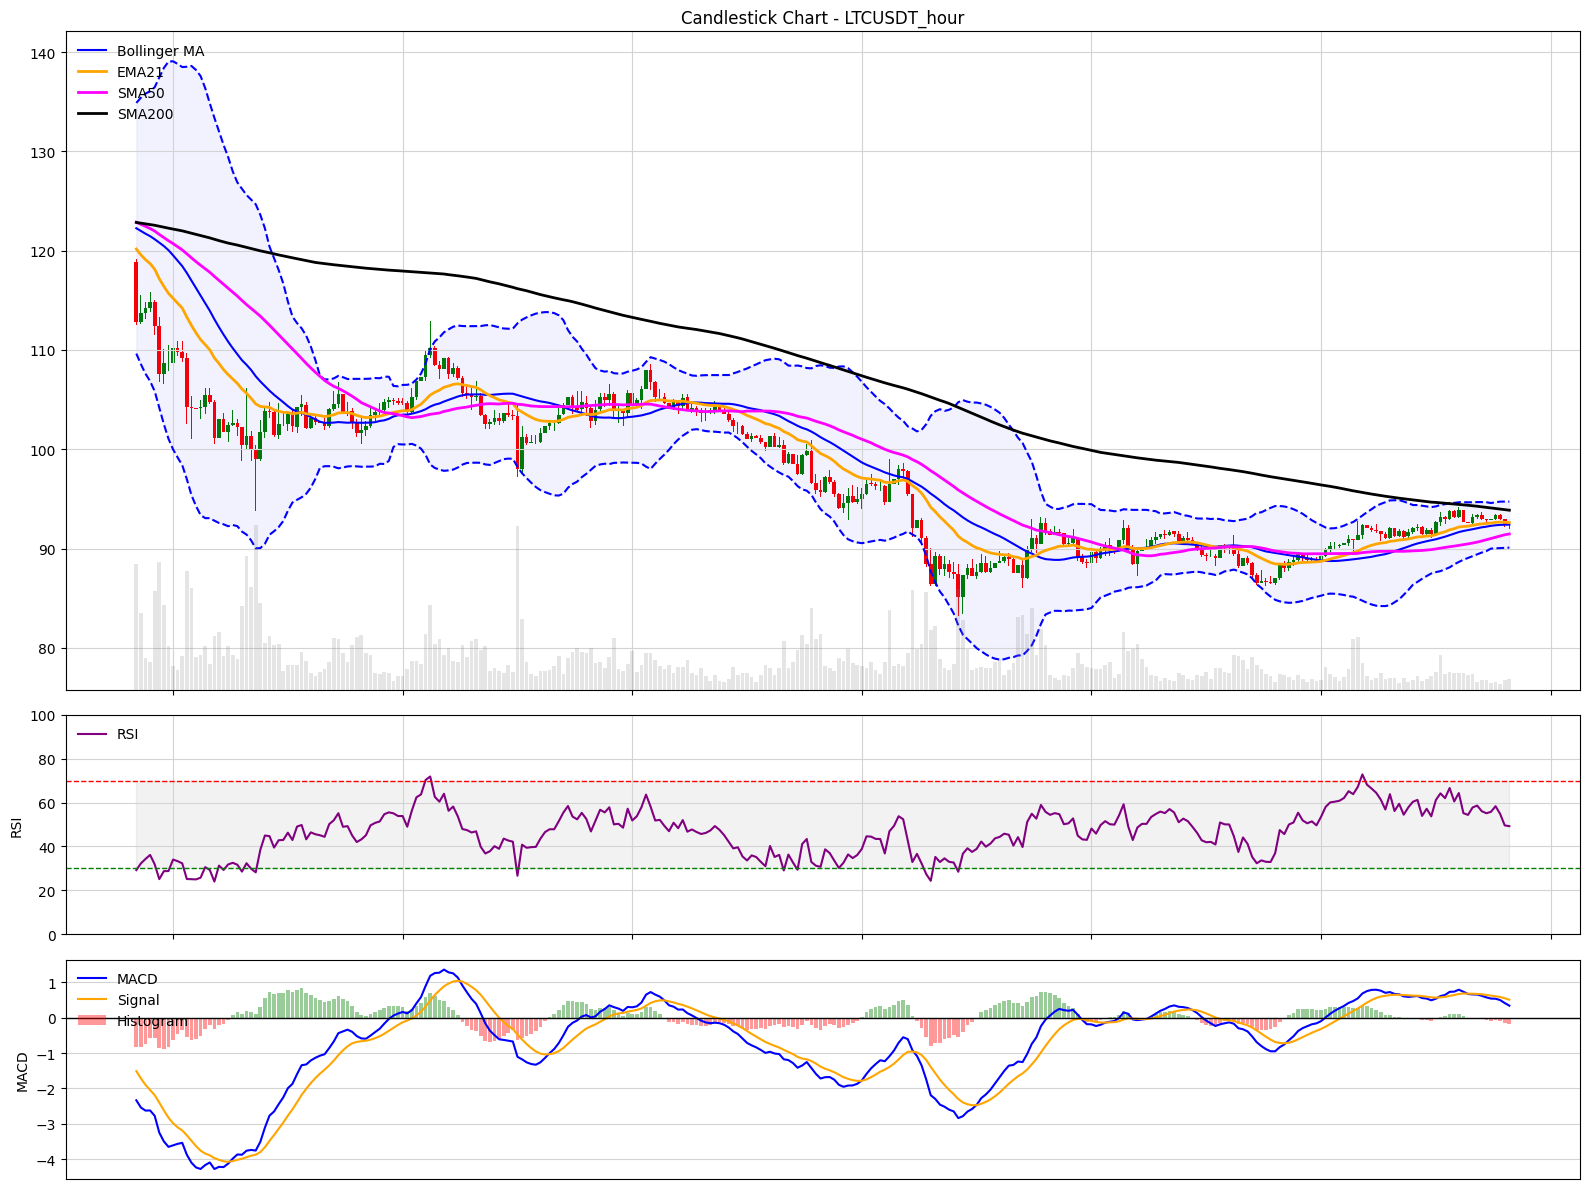 Candlestick Chart - LTCUSDT_hour
Bollinger MA
EMA21
SMA50
SMA200
140
130
120
110
100
90
80
RSI
100
80
60
40
20
0
RSI
MACD
Signal
Histogram
1
0
−1
−2
−3
−4
MACD